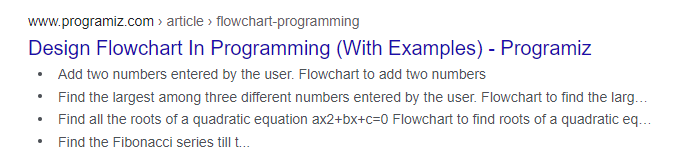 www.programiz.com › article › flowchart-programming
Design Flowchart In Programming (With Examples) - Programiz
• Add two numbers entered by the user. Flowchart to add two numbers
• Find the largest among three different numbers entered by the user. Flowchart to find the larg...
• Find all the roots of a quadratic equation ax2+bx+c=0 Flowchart to find roots of a quadratic eq...
• Find the Fibonacci series till t...